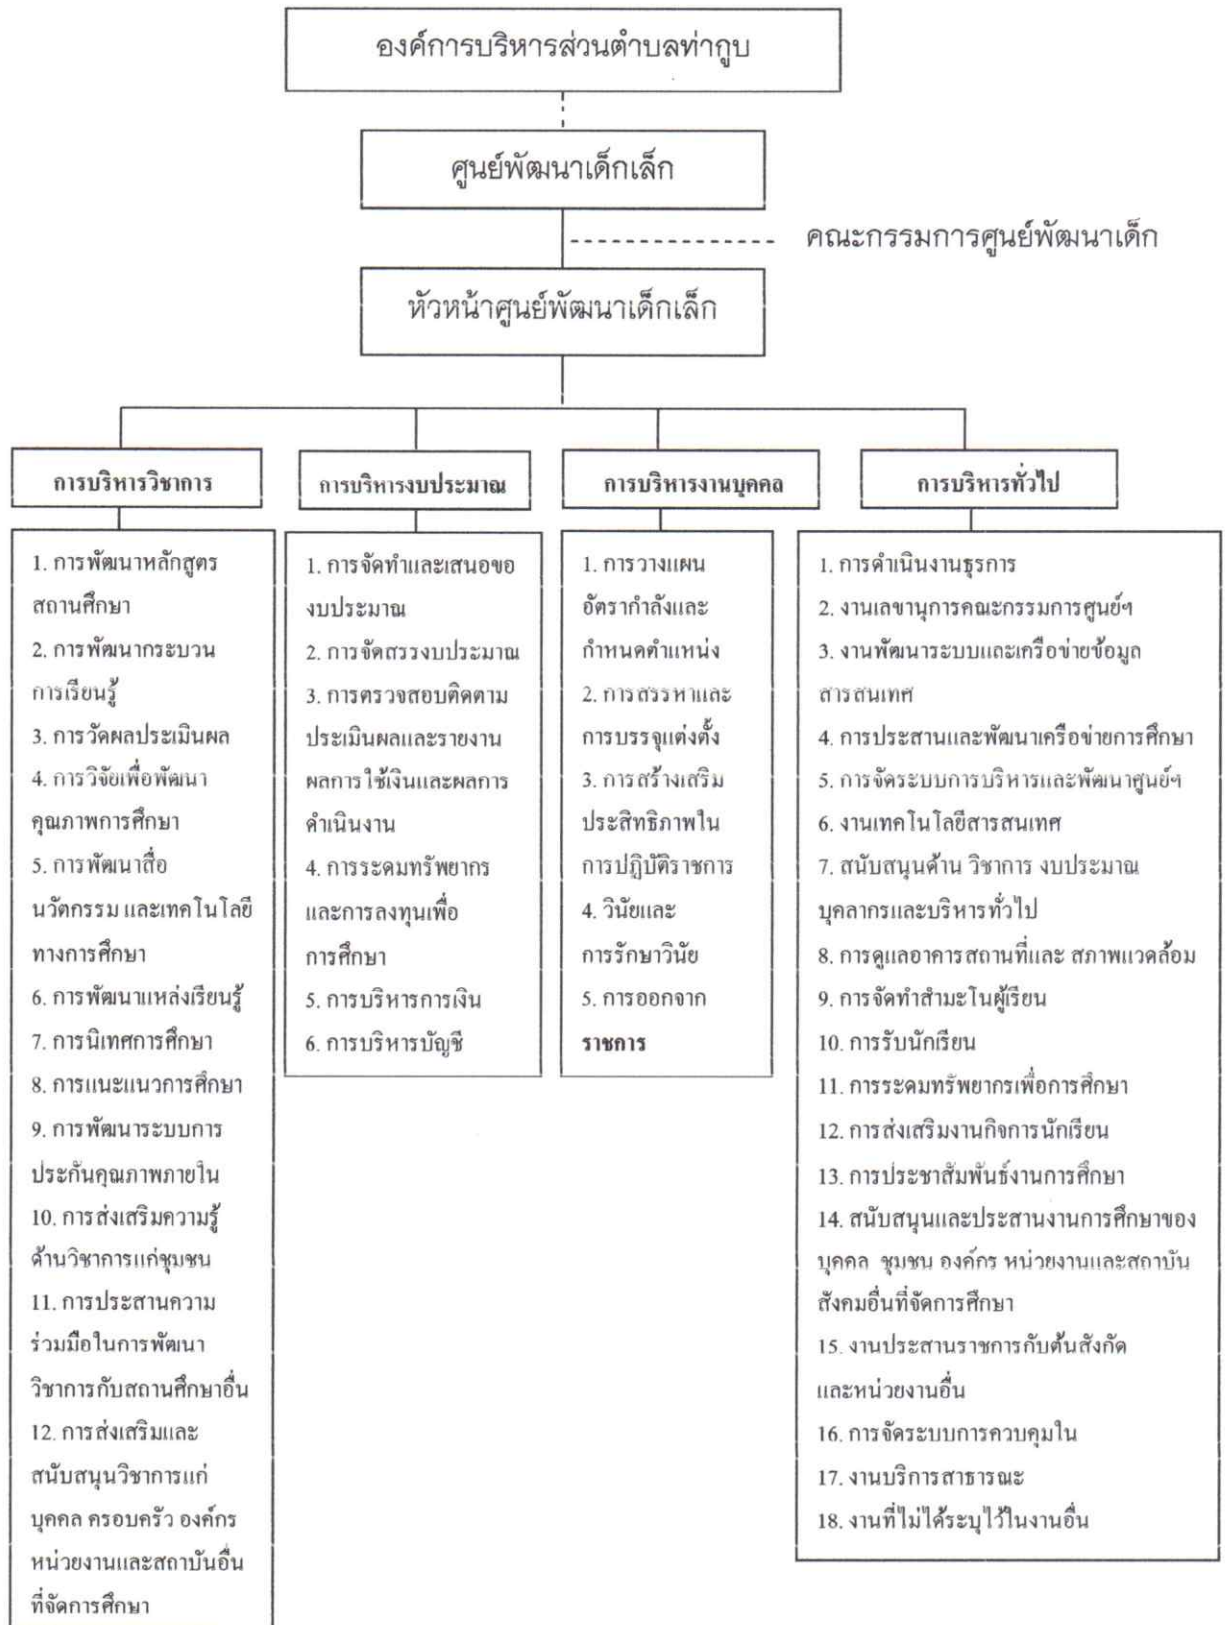 องค์การบริหารส่วนตำบลท่ากูบ
ศูนย์พัฒนาเด็กเล็ก
คณะกรรมการศูนย์พัฒนาเด็ก
หัวหน้าศูนย์พัฒนาเด็กเล็ก
การบริหารวิชาการ
1. การพัฒนาหลักสูตร
สถานศึกษา
2. การพัฒนากระบวน
การเรียนรู้
3. การวัดผลประเมินผล
4. การวิจัยเพื่อพัฒนา
คุณภาพการศึกษา
5. การพัฒนาสื่อ
นวัตกรรม และเทคโนโลยี
ทางการศึกษา
6. การพัฒนาแหล่งเรียนรู้
7. การนิเทศการศึกษา
8. การแนะแนวการศึกษา
9. การพัฒนาระบบการ
ประกันคุณภาพภายใน
10. การส่งเสริมความรู้
ด้านวิชาการแก่ชุมชน
11. การประสานความ
ร่วมมือในการพัฒนา
วิชาการกับสถานศึกษาอื่น
12. การส่งเสริมและ
สนับสนุนวิชาการแก่
บุคคล ครอบครัว องค์กร
หน่วยงานและสถาบันอื่น
ที่จัดการศึกษา
การบริหารงบประมาณ
1. การจัดทำและเสนอขอ
งบประมาณ
2. การจัดสรรงบประมาณ
3. การตรวจสอบติดตาม
ประเมินผลและรายงาน
ผลการใช้เงินและผลการ
ดำเนินงาน
4. การระดมทรัพยากร
และการลงทุนเพื่อ
การศึกษา
5. การบริหารการเงิน
6. การบริหารบัญชี
การบริหารงานบุคคล
1. การวางแผน
อัตรากำลังและ
กำหนดตำแหน่ง
2. การสรรหาและ
การบรรจุแต่งตั้ง
3. การสร้างเสริม
ประสิทธิภาพใน
การปฏิบัติราชการ
4. วินัยและ
การรักษาวินัย
5. การออกจาก
ราชการ
การบริหารทั่วไป
1. การดำเนินงานธุรการ
2. งานเลขานุการคณะกรรมการศูนย์ฯ
3. งานพัฒนาระบบและเครือข่ายข้อมูล
สารสนเทศ
4. การประสานและพัฒนาเครือข่ายการศึกษา
5. การจัดระบบการบริหารและพัฒนาศูนย์ฯ
6. งานเทคโนโลยีสารสนเทศ
7. สนับสนุนด้าน วิชาการ งบประมาณ
บุคลากรและบริหารทั่วไป
8. การดูแลอาคารสถานที่และ สภาพแวดล้อม
9. การจัดทำสำมะโนผู้เรียน
10. การรับนักเรียน
11. การระดมทรัพยากรเพื่อการศึกษา
12. การส่งเสริมงานกิจการนักเรียน
13. การประชาสัมพันธ์งานการศึกษา
14. สนับสนุนและประสานงานการศึกษาของ
บุคคล ชุมชน องค์กร หน่วยงานและสถาบัน
สังคมอื่นที่จัดการศึกษา
15. งานประสานราชการกับต้นสังกัด
และหน่วยงานอื่น
16. การจัดระบบการควบคุมใน
17. งานบริการสาธารณะ
18. งานที่ไม่ได้ระบุไว้ในงานอื่น